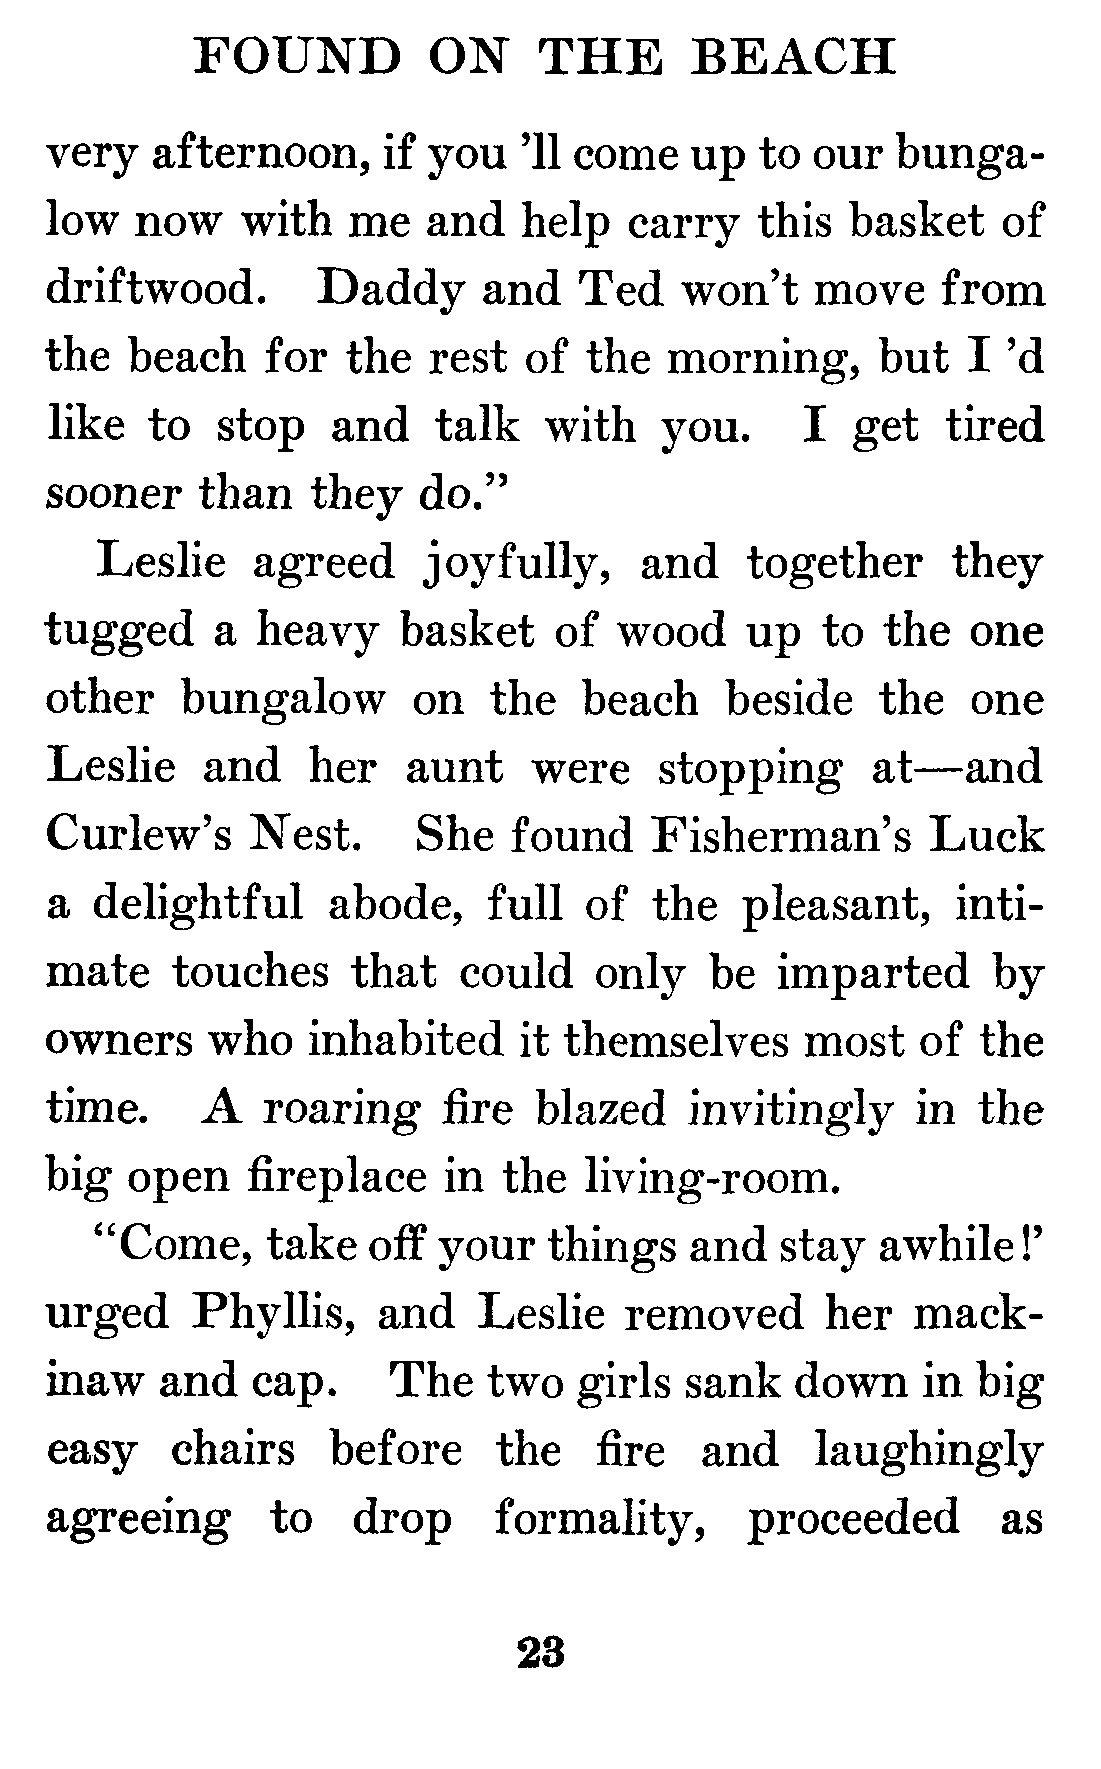 FOUND ON THE BEACH
very afternoon, if you 'll come up to our bunga-
low now with me and help carry this basket of
driftwood. Daddy and Ted won't move from
the beach for the rest of the morning, but I 'd
like to stop and talk with you. I get tired
sooner than they do."
Leslie agreed joyfully, and together they
tugged a heavy basket of wood up to the one
other bungalow on the beach beside the one
Leslie and her aunt were stopping at—and
Curlew's Nest. She found Fisherman's Luck
a delightful abode, full of the pleasant, inti-
mate touches that could only be imparted by
owners who inhabited it themselves most of the
time. A roaring fire blazed invitingly in the
big open fireplace in the living-room.
"Come, take off your things and stay awhile!'
urged Phyllis, and Leslie removed her mack-
inaw and cap. The two girls sank down in big
easy chairs before the fire and laughingly
agreeing to drop formality, proceeded as
23